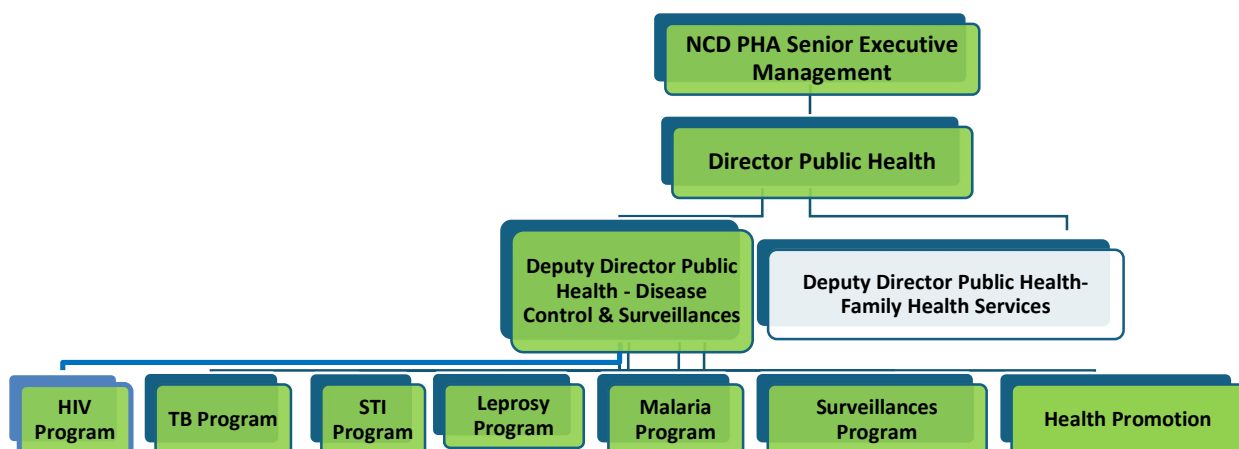 NCD PHA Senior Executive
Management
Director Public Health
Deputy Director Public
Health - Disease
Control & Surveillances
Deputy Director Public Health-
Family Health Services
HIV
Program
TB Program
STI
Program
Leprosy
Program
Malaria
Program
Surveillances
Program
Health Promotion